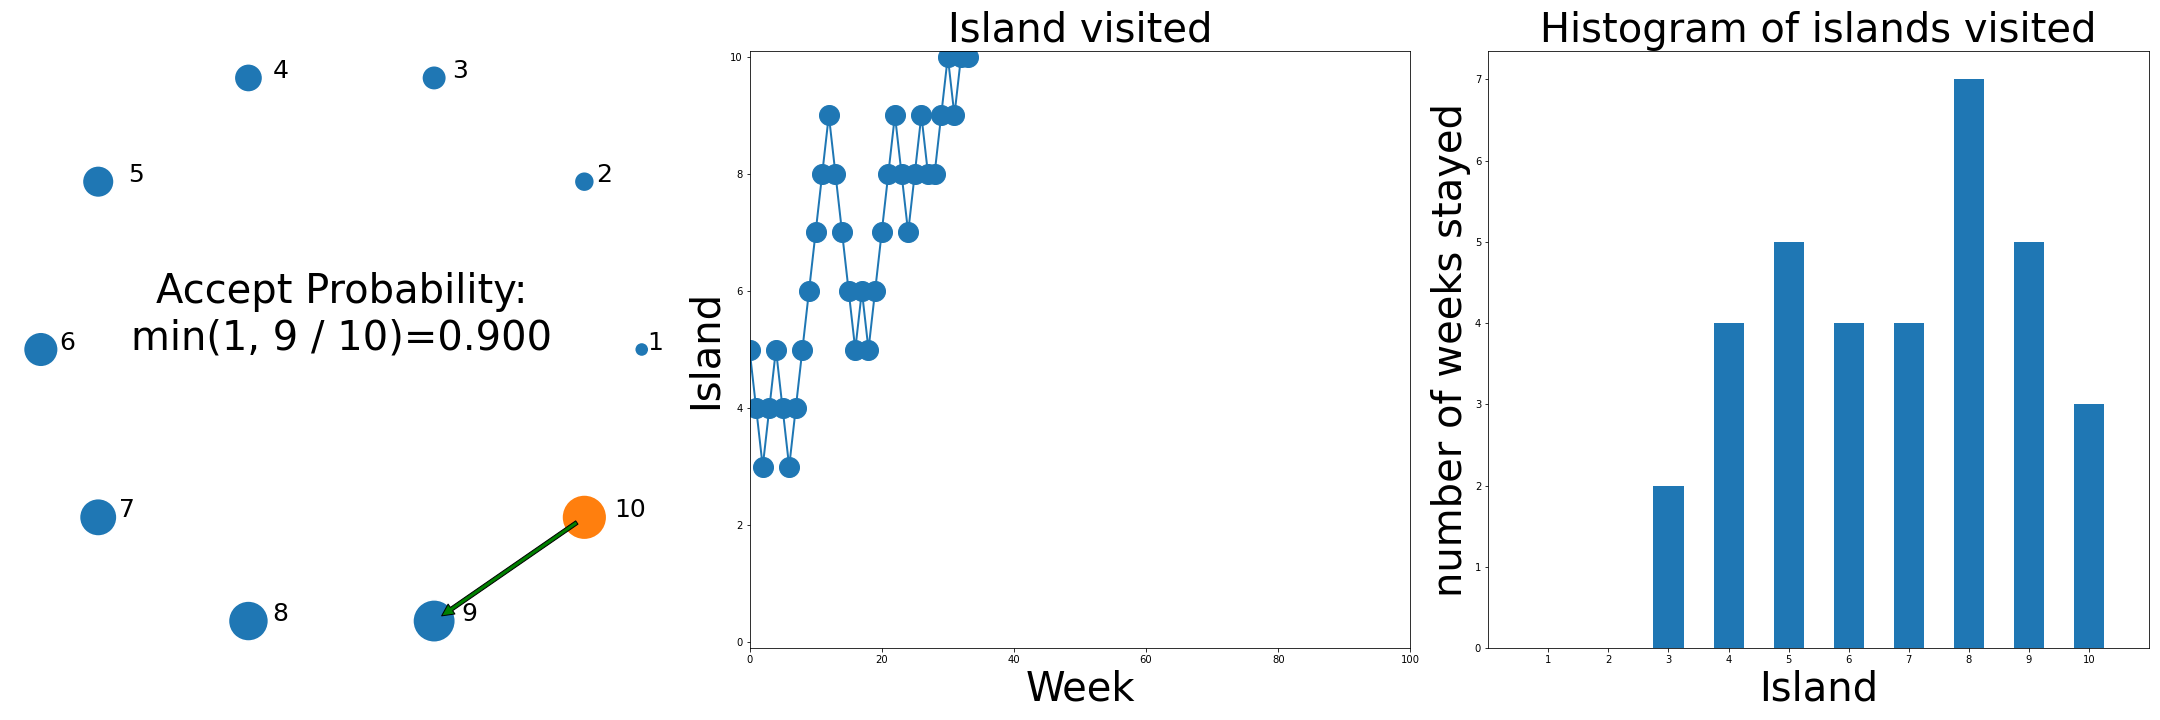 4
3
5
2
Accept Probability:
min(1, 9 / 10)=0.900
6
1
7
10
8
9
Island visited
Island
10
8
6
4
2
0
0 20 40 60 80 100
Week
Histogram of islands visited
number of weeks stayed
7
6
5
4
3
2
1
0
1 2 3 4 5 6 7 8 9 10
Island